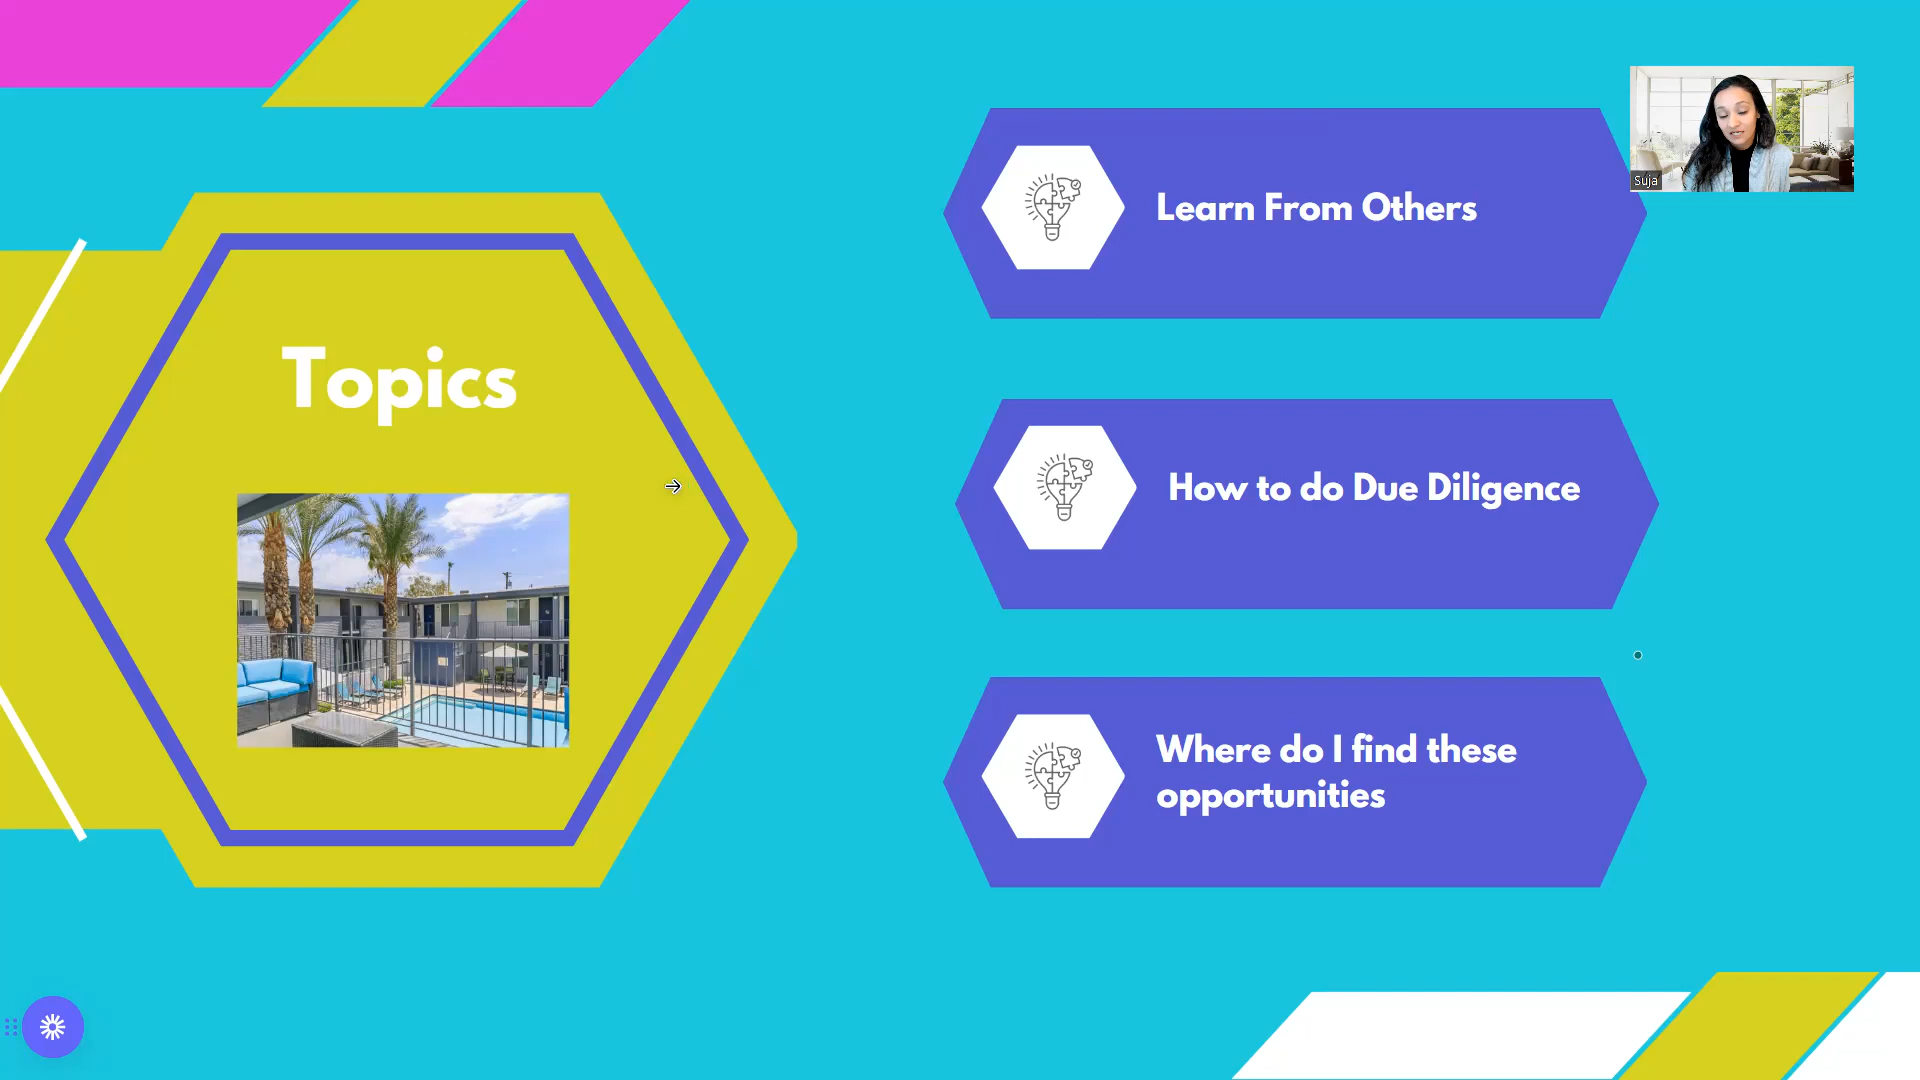 Topics
Learn From Others
How to do Due Diligence
Where do I find these
opportunities
Suja